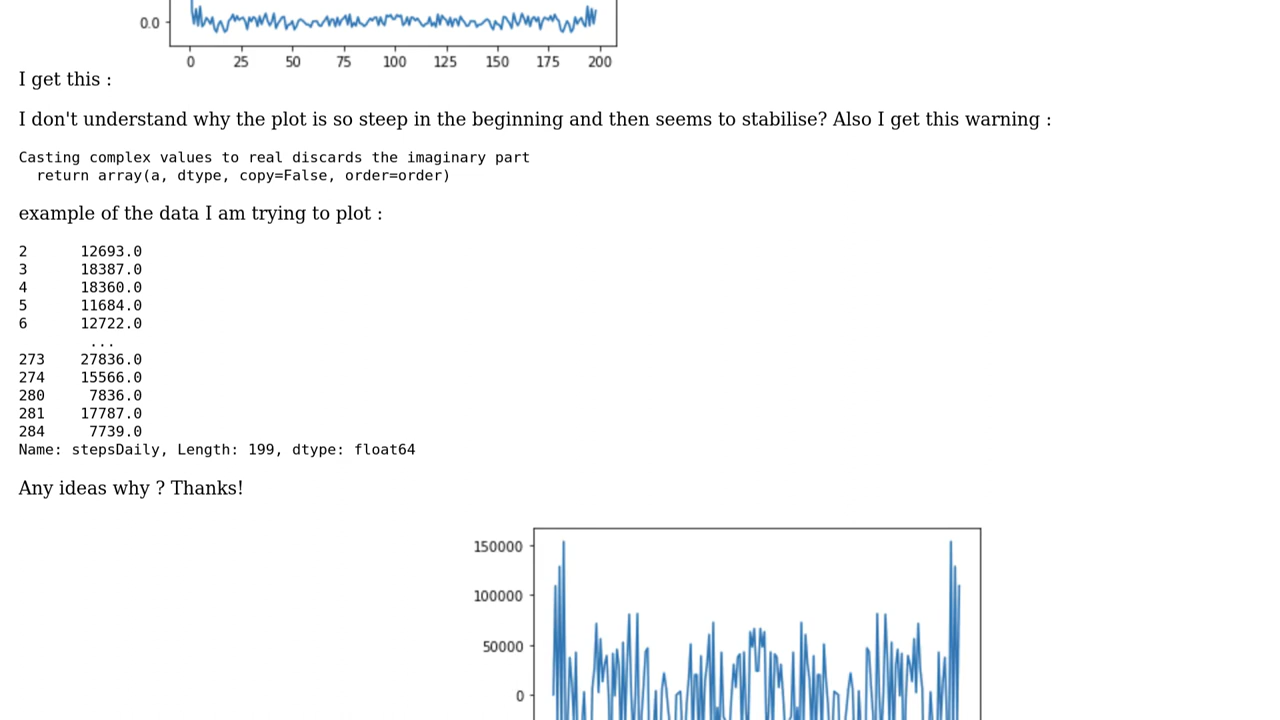 0.0
0 25 50 75 100 125 150 175 200
I get this :
I don't understand why the plot is so steep in the beginning and then seems to stabilise? Also I get this warning :
Casting complex values to real discards the imaginary part
return array(a, dtype, copy=False, order=order)
example of the data I am trying to plot :
2 12693.0
3 18387.0
4 18360.0
5 11684.0
6 12722.0
...
273 27836.0
274 15566.0
280 7836.0
281 17787.0
284 7739.0
Name: stepsDaily, Length: 199, dtype: float64
Any ideas why ? Thanks!
150000
100000
50000
0